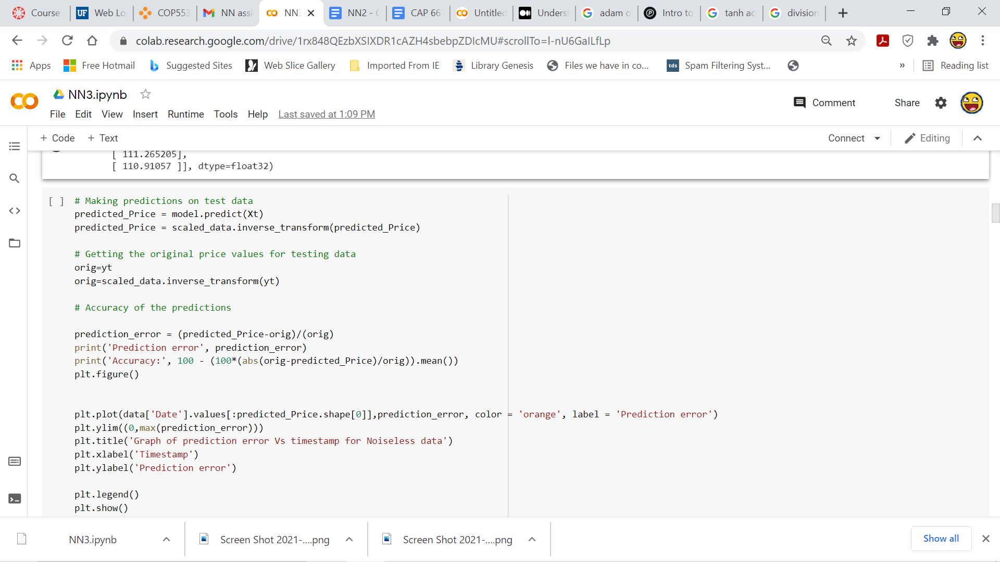 Course
UF Web Lo
COP553
NN assi
NN3
NN2 - G
CAP 66
Untitled
Underst
adam o
Intro to
tanh ac
division
colab.research.google.com/drive/1rx848QEzbXSIXDR1cAZH4sbebpZDIcMU#scrollTo=l-nU6GaILfLp
Apps
Free Hotmail
Suggested Sites
Web Slice Gallery
Imported From IE
Library Genesis
Files we have in co...
tds Spam Filtering Syst...
»
Reading list
NN3.ipynb
Comment
Share
File Edit View Insert Runtime Tools Help Last saved at 1:09 PM
+ Code + Text
Connect
Editing
[ 111.265205],
[ 110.91057 ]], dtype=float32)
[ ] # Making predictions on test data
predicted_Price = model.predict(Xt)
predicted_Price = scaled_data.inverse_transform(predicted_Price)
# Getting the original price values for testing data
orig=yt
orig=scaled_data.inverse_transform(yt)
# Accuracy of the predictions
prediction_error = (predicted_Price-orig)/(orig)
print('Prediction error', prediction_error)
print('Accuracy:', 100 - (100*(abs(orig-predicted_Price)/orig)).mean())
plt.figure()
plt.plot(data['Date'].values[:predicted_Price.shape[0]],prediction_error, color = 'orange', label = 'Prediction error')
plt.ylim((0,max(prediction_error)))
plt.title('Graph of prediction error Vs timestamp for Noiseless data')
plt.xlabel('Timestamp')
plt.ylabel('Prediction error')
plt.legend()
plt.show()
NN3.ipynb
Screen Shot 2021-....png
Screen Shot 2021-....png
Show all